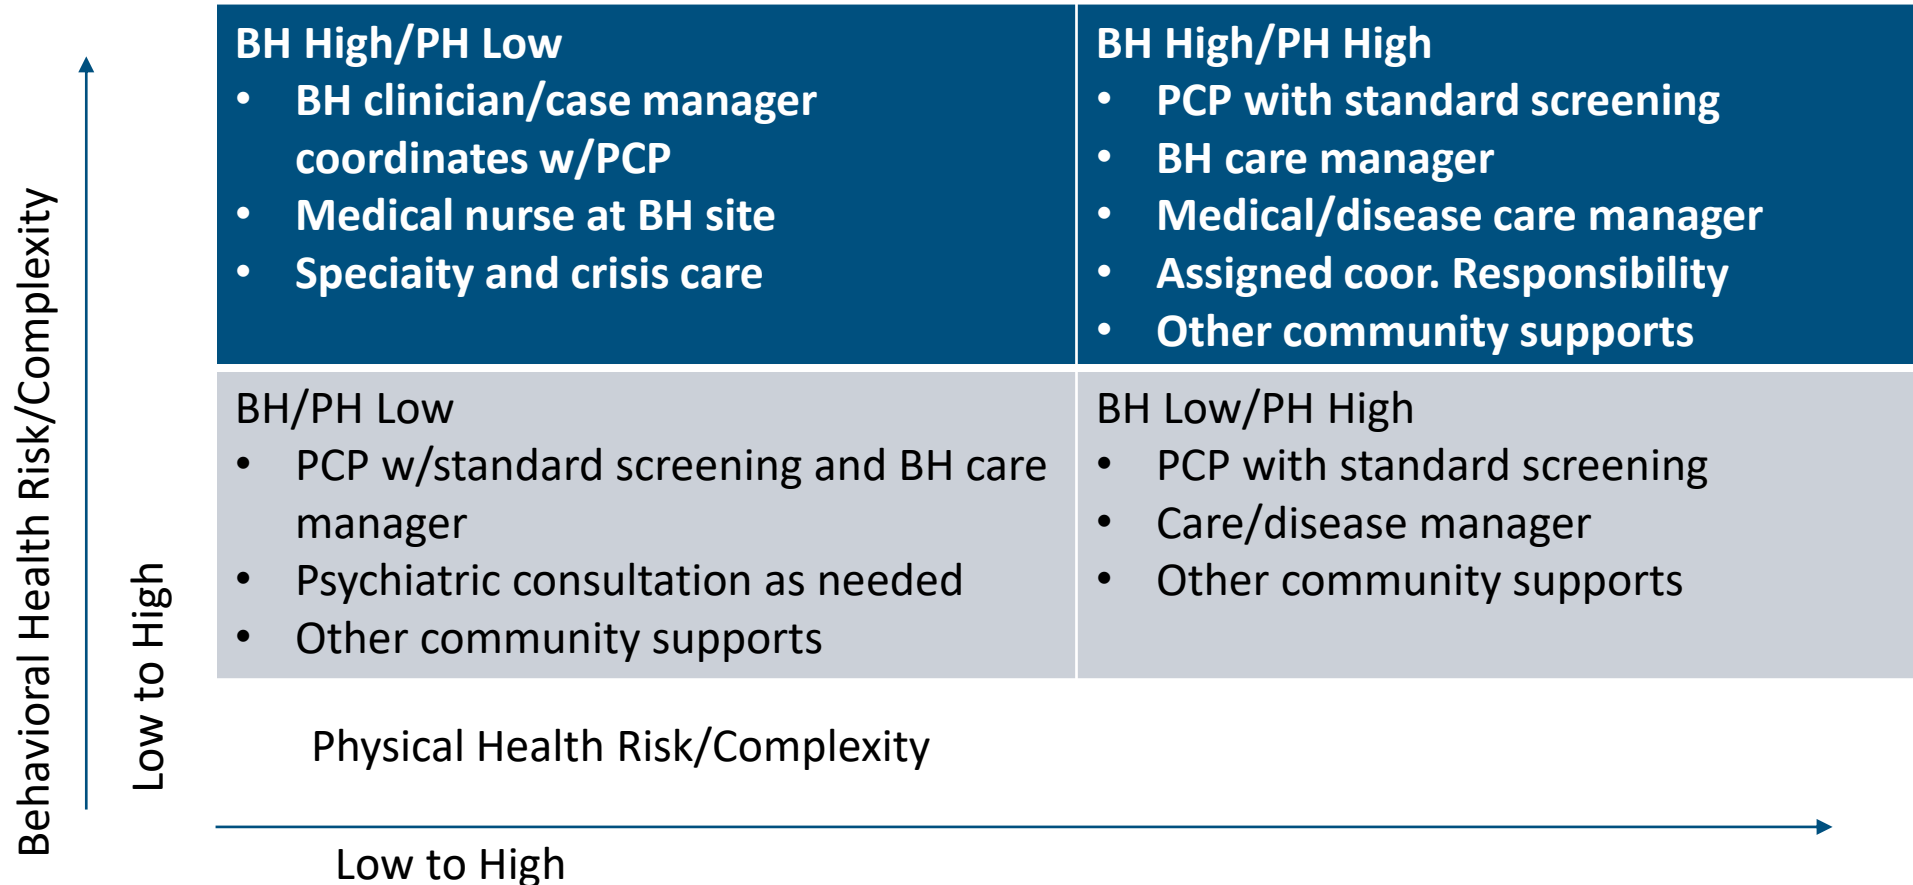 BH High/PH Low
• BH clinician/case manager
coordinates w/PCP
• Medical nurse at BH site
• Speciaity and crisis care
BH High/PH High
• PCP with standard screening
• BH care manager
• Medical/disease care manager
• Assigned coor. Responsibility
• Other community supports
BH/PH Low
• PCP w/standard screening and BH care
manager
• Psychiatric consultation as needed
• Other community supports
BH Low/PH High
• PCP with standard screening
• Care/disease manager
• Other community supports
Behavioral Health Risk/Complexity
Low to High
Physical Health Risk/Complexity
Low to High